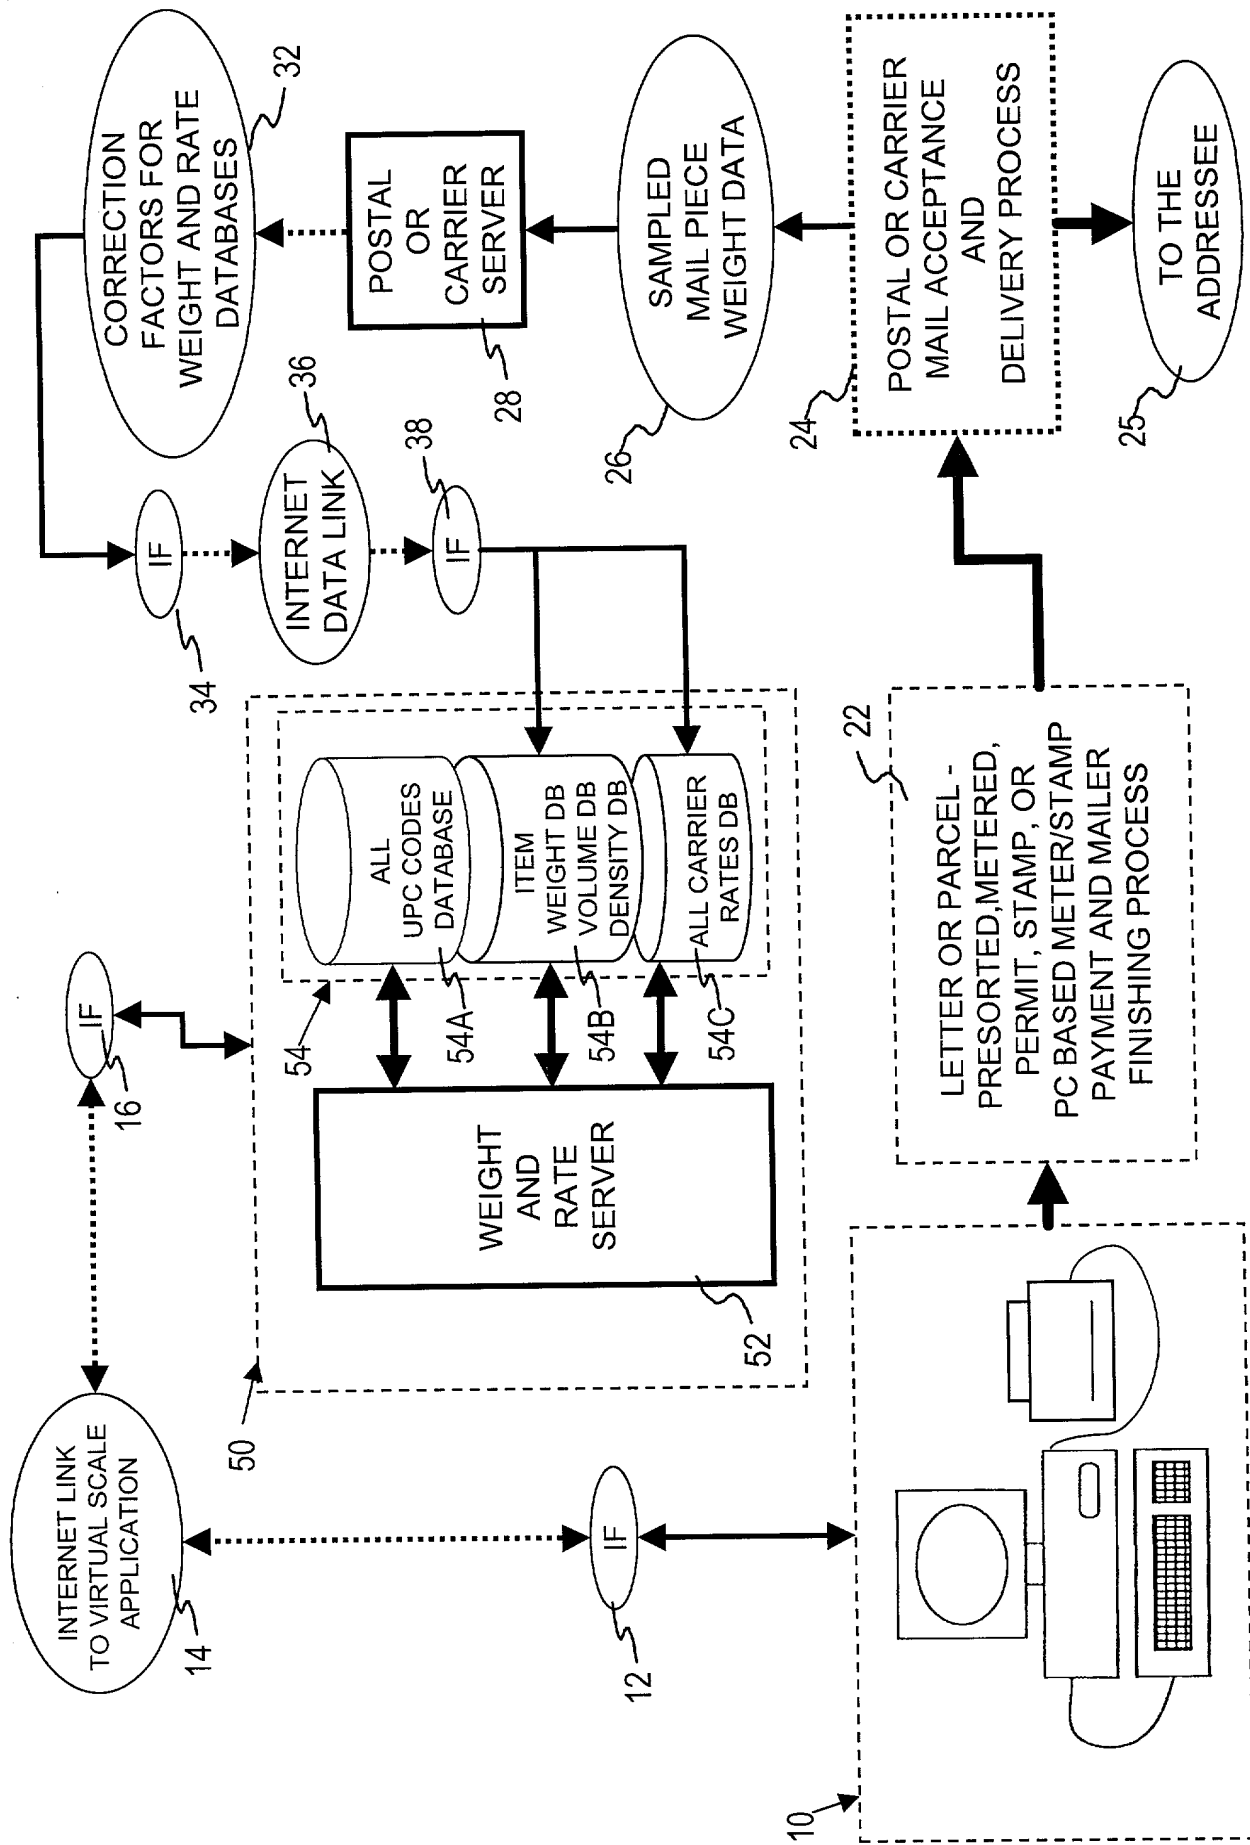 INTERNET LINK
TO VIRTUAL SCALE
APPLICATION
14
IF
16
IF
12
10
50
WEIGHT
AND
RATE
SERVER
52
54
ALL
UPC CODES
DATABASE
54A
ITEM
WEIGHT DB
VOLUME DB
DENSITY DB
54B
ALL CARRIER
RATES DB
54C
CORRECTION
FACTORS FOR
WEIGHT AND RATE
DATABASES
32
IF
34
INTERNET
DATA LINK
36
IF
38
POSTAL
OR
CARRIER
SERVER
28
SAMPLED
MAIL PIECE
WEIGHT DATA
26
POSTAL OR CARRIER
MAIL ACCEPTANCE
AND
DELIVERY PROCESS
24
TO THE
ADDRESSEE
25
LETTER OR PARCEL -
PRESORTED,METERED,
PERMIT, STAMP, OR
PC BASED METER/STAMP
PAYMENT AND MAILER
FINISHING PROCESS
22